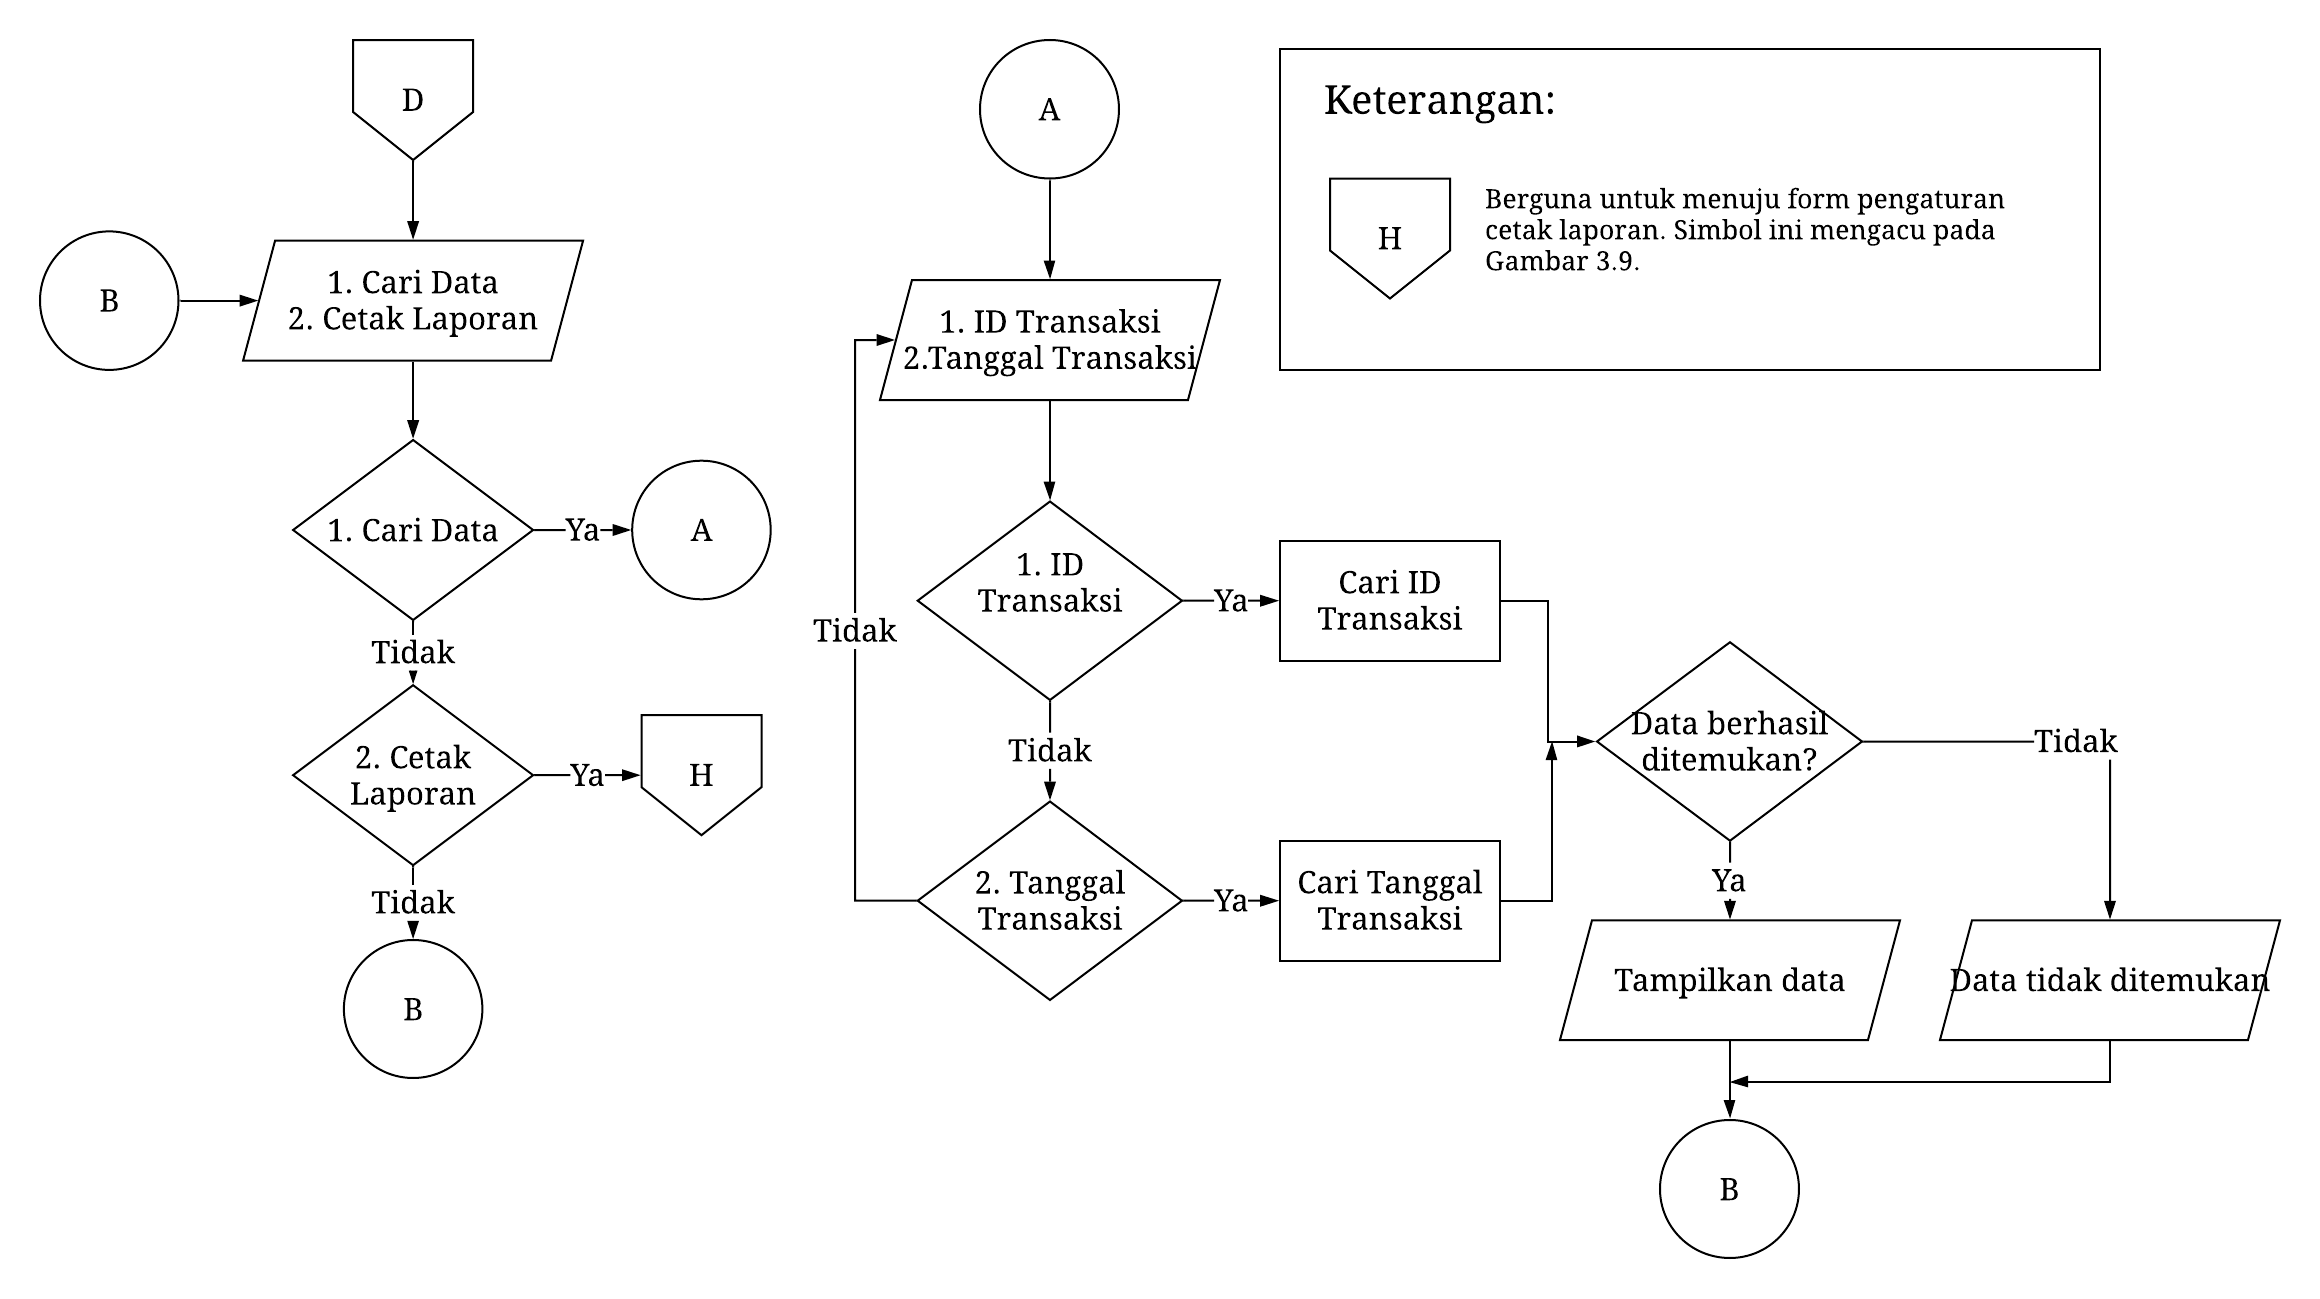 D
B
1. Cari Data
2. Cetak Laporan
1. Cari Data
Ya
A
Tidak
2. Cetak
Laporan
Ya
H
Tidak
B
A
1. ID Transaksi
2.Tanggal Transaksi
1. ID
Transaksi
Ya
Cari ID
Transaksi
Tidak
Tidak
2. Tanggal
Transaksi
Ya
Cari Tanggal
Transaksi
Data berhasil
ditemukan?
Tidak
Ya
Tampilkan data
Data tidak ditemukan
B
Keterangan:
H
Berguna untuk menuju form pengaturan
cetak laporan. Simbol ini mengacu pada
Gambar 3.9.